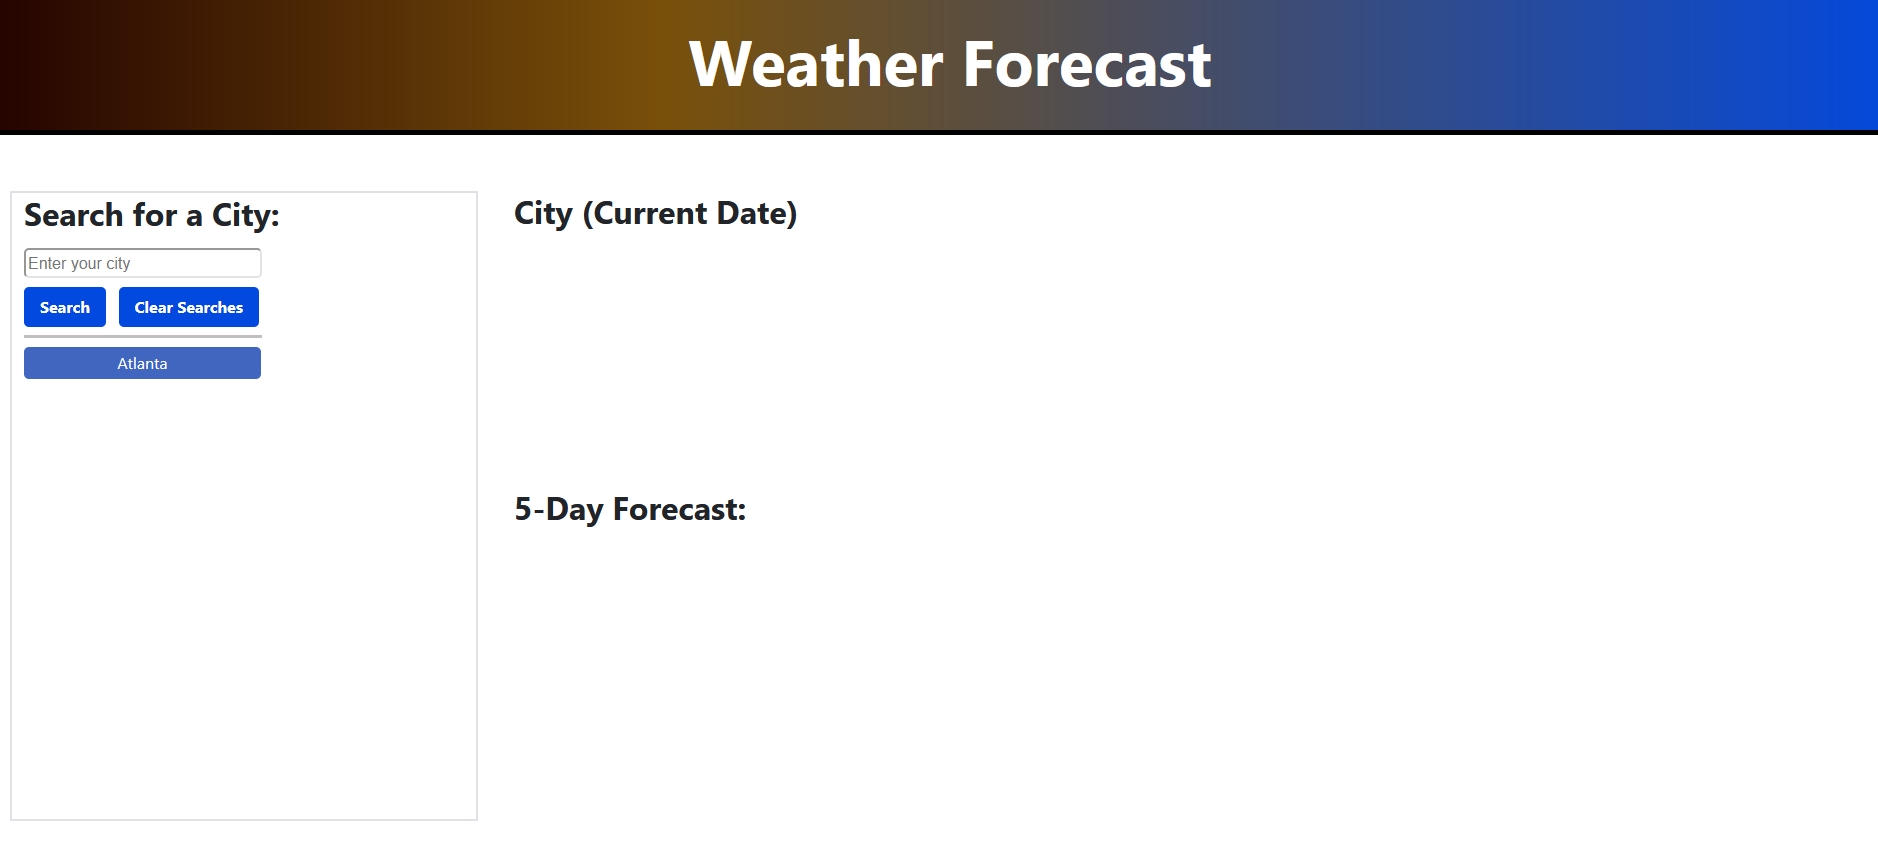 Weather Forecast
Search for a City:
Enter your city
Search Clear Searches
Atlanta
City (Current Date)
5-Day Forecast: